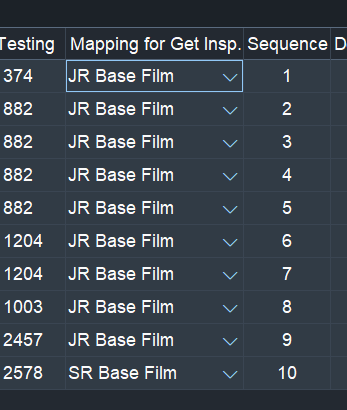 Testing Mapping for Get Insp. Sequence D
374 JR Base Film 1
882 JR Base Film 2
882 JR Base Film 3
882 JR Base Film 4
882 JR Base Film 5
1204 JR Base Film 6
1204 JR Base Film 7
1003 JR Base Film 8
2457 JR Base Film 9
2578 SR Base Film 10